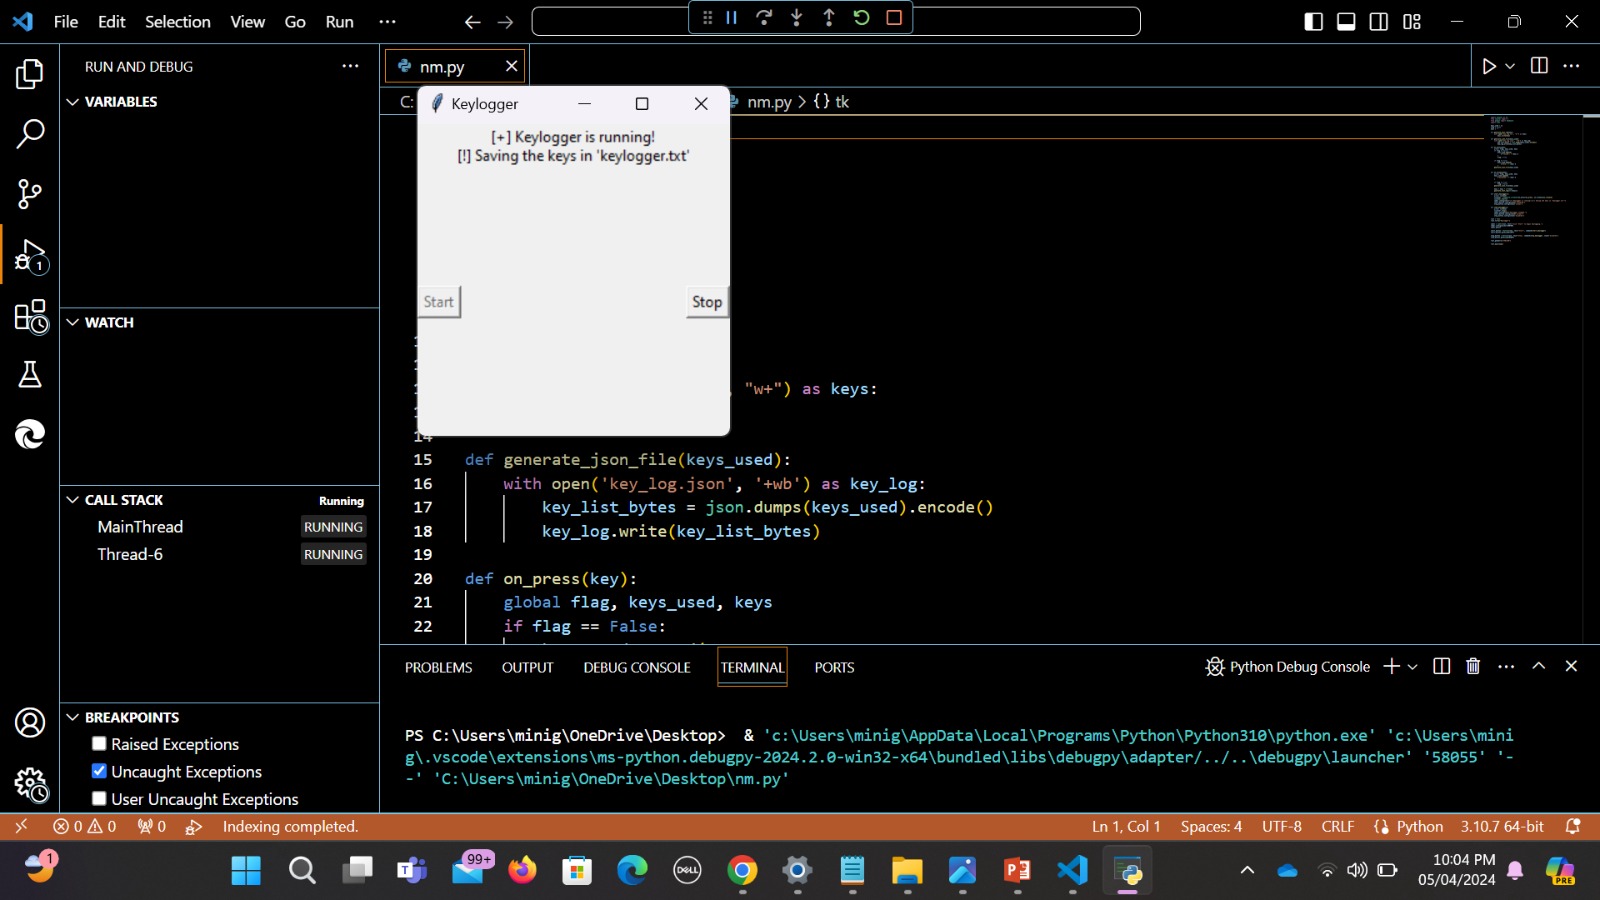 File Edit Selection View Go Run ...
RUN AND DEBUG
VARIABLES
WATCH
CALL STACK Running
MainThread RUNNING
Thread-6 RUNNING
BREAKPOINTS
Raised Exceptions
Uncaught Exceptions
User Uncaught Exceptions
1
nm.py
C: nm.py > {} tk
Keylogger
[+] Keylogger is running!
[!] Saving the keys in 'keylogger.txt'
Start Stop
"w+") as keys:
14
15 def generate_json_file(keys_used):
16 with open('key_log.json', '+wb') as key_log:
17 key_list_bytes = json.dumps(keys_used).encode()
18 key_log.write(key_list_bytes)
19
20 def on_press(key):
21 global flag, keys_used, keys
22 if flag == False:
PROBLEMS OUTPUT DEBUG CONSOLE TERMINAL PORTS
Python Debug Console
PS C:\Users\minig\OneDrive\Desktop> & 'c:\Users\minig\AppData\Local\Programs\Python\Python310\python.exe' 'c:\Users\mini
g\.vscode\extensions\ms-python.debugpy-2024.2.0-win32-x64\bundled\libs\debugpy\adapter/../..\debugpy\launcher' '58055' '-
-' 'C:\Users\minig\OneDrive\Desktop\nm.py'
0 0 0 Indexing completed. Ln 1, Col 1 Spaces: 4 UTF-8 CRLF {} Python 3.10.7 64-bit
1 99+ DELL 10:04 PM PRE
05/04/2024